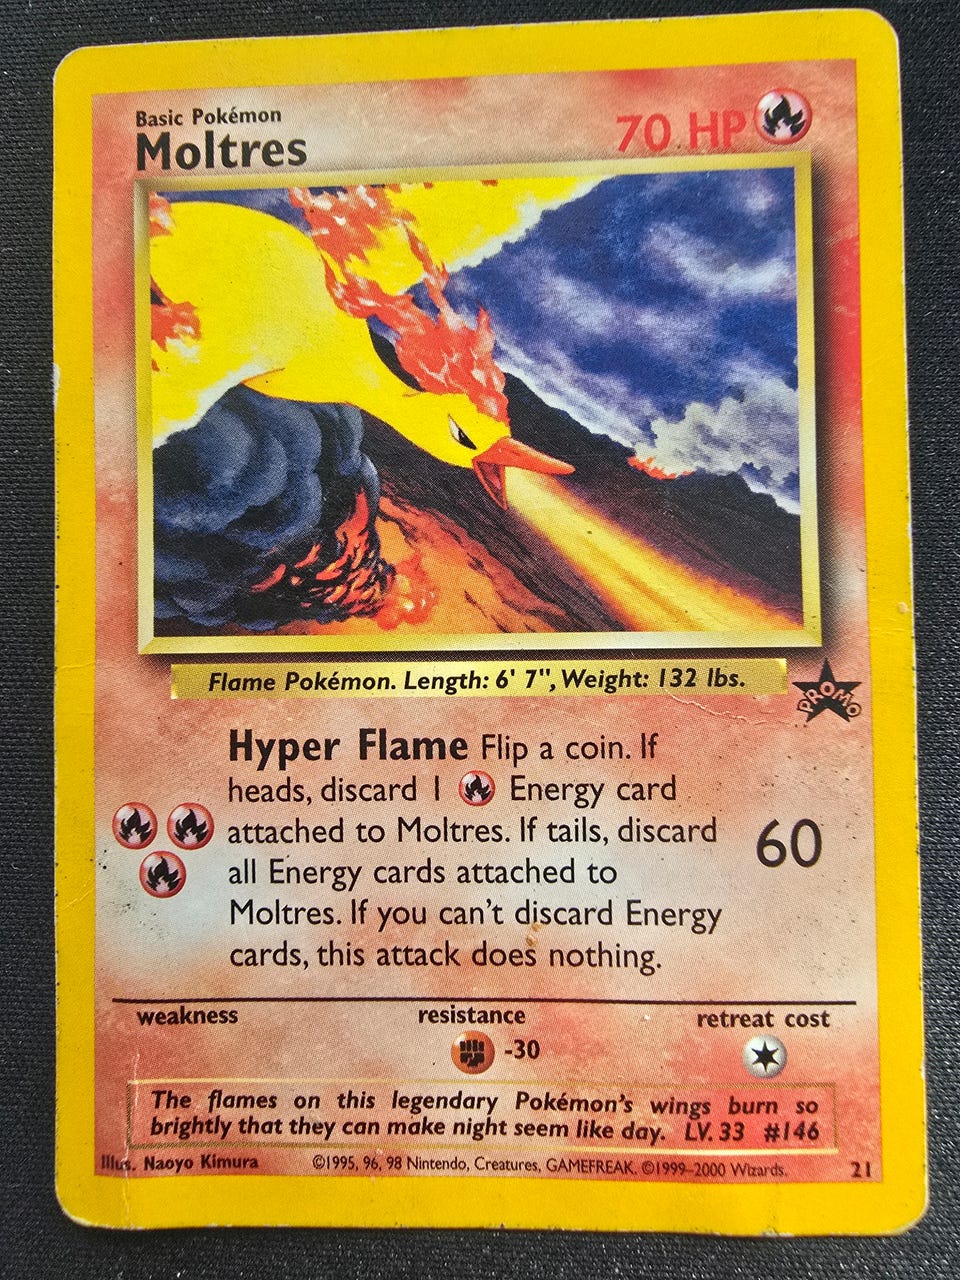 Basic Pokémon
Moltres
70 HP
Flame Pokémon. Length: 6' 7", Weight: 132 lbs.
PROMO
Hyper Flame Flip a coin. If
heads, discard 1 Energy card
attached to Moltres. If tails, discard
all Energy cards attached to
Moltres. If you can't discard Energy
cards, this attack does nothing.
60
weakness
resistance
retreat cost
-30
The flames on this legendary Pokémon's wings burn so
brightly that they can make night seem like day. LV. 33 #146
Illus. Naoyo Kimura
©1995, 96, 98 Nintendo, Creatures, GAMEFREAK. ©1999–2000 Wizards.
21